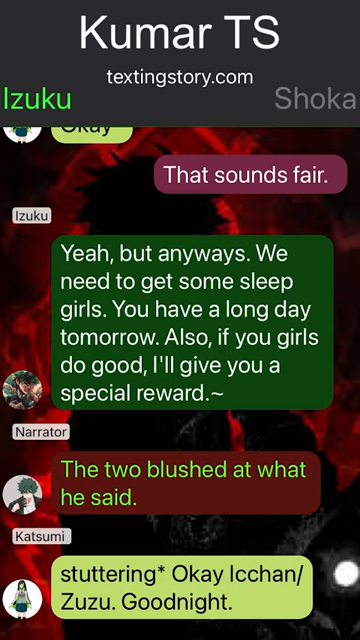 Kumar TS
textingstory.com
Izuku
Shoka
Okay
That sounds fair.
Izuku
Yeah, but anyways. We
need to get some sleep
girls. You have a long day
tomorrow. Also, if you girls
do good, I'll give you a
special reward.~
Narrator
The two blushed at what
he said.
Katsumi
stuttering* Okay Icchan/
Zuzu. Goodnight.